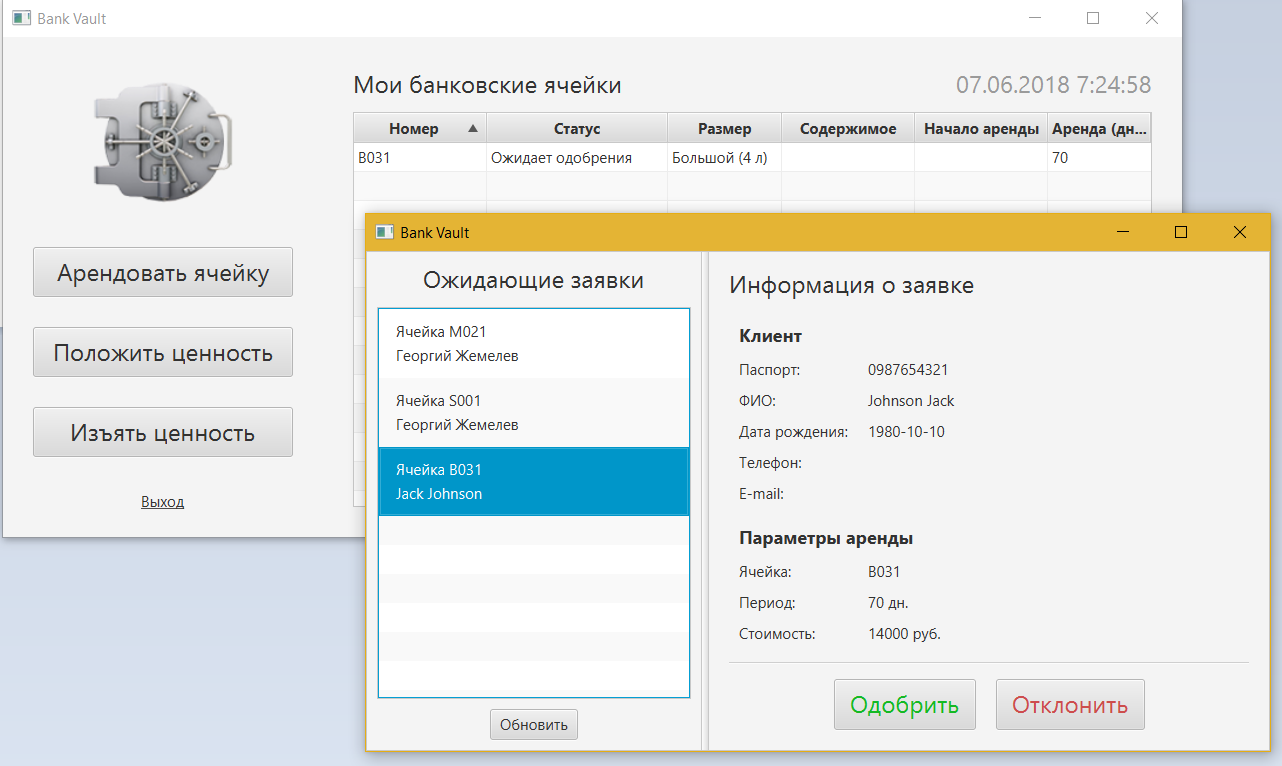 Bank Vault
Мои банковские ячейки
07.06.2018 7:24:58
Номер Статус Размер Содержимое Начало аренды Аренда (дн...
B031 Ожидает одобрения Большой (4 л) 70
Арендовать ячейку
Положить ценность
Изъять ценность
Выход
Bank Vault
Ожидающие заявки
Ячейка M021
Георгий Жемелев
Ячейка S001
Георгий Жемелев
Ячейка B031
Jack Johnson
Обновить
Информация о заявке
Клиент
Паспорт: 0987654321
ФИО: Johnson Jack
Дата рождения: 1980-10-10
Телефон:
E-mail:
Параметры аренды
Ячейка: B031
Период: 70 дн.
Стоимость: 14000 руб.
Одобрить
Отклонить